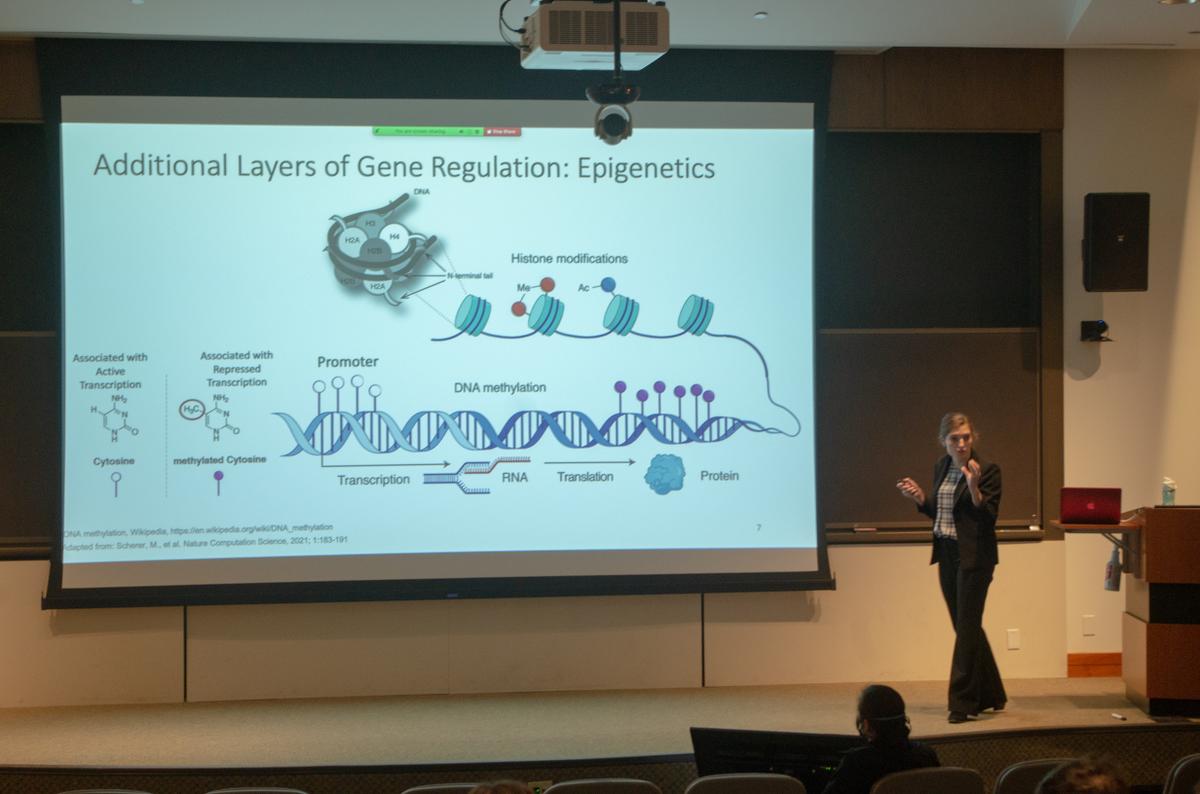 You are screen sharing
Stop Share
Additional Layers of Gene Regulation: Epigenetics
DNA
H3
H2A
H4
H2B
H2B
H2A
N-terminal tail
Histone modifications
Me
Ac
Associated with
Active
Transcription
Associated with
Repressed
Transcription
Promoter
DNA methylation
NH₂
H
N
N
H
O
NH₂
H₃C
N
N
H
O
Cytosine
methylated Cytosine
Transcription
RNA
Translation
Protein
DNA methylation, Wikipedia, https://en.wikipedia.org/wiki/DNA_methylation
Adapted from: Scherer, M., et al. Nature Computation Science, 2021; 1:183-191
7